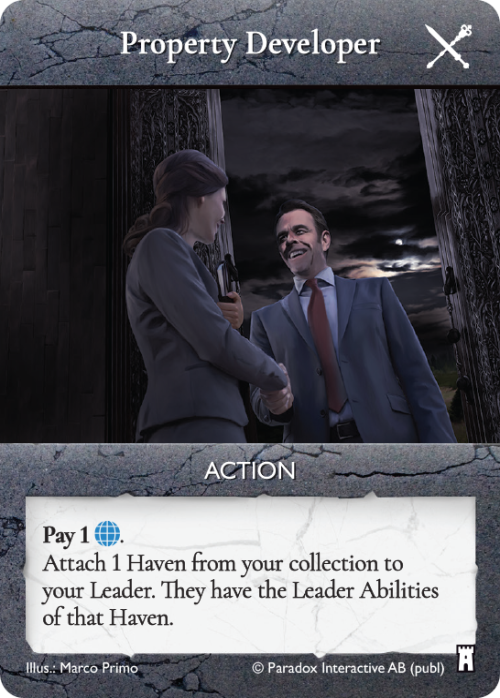 Property Developer
ACTION
Pay 1 .
Attach 1 Haven from your collection to
your Leader. They have the Leader Abilities
of that Haven.
Illus.: Marco Primo © Paradox Interactive AB (publ)